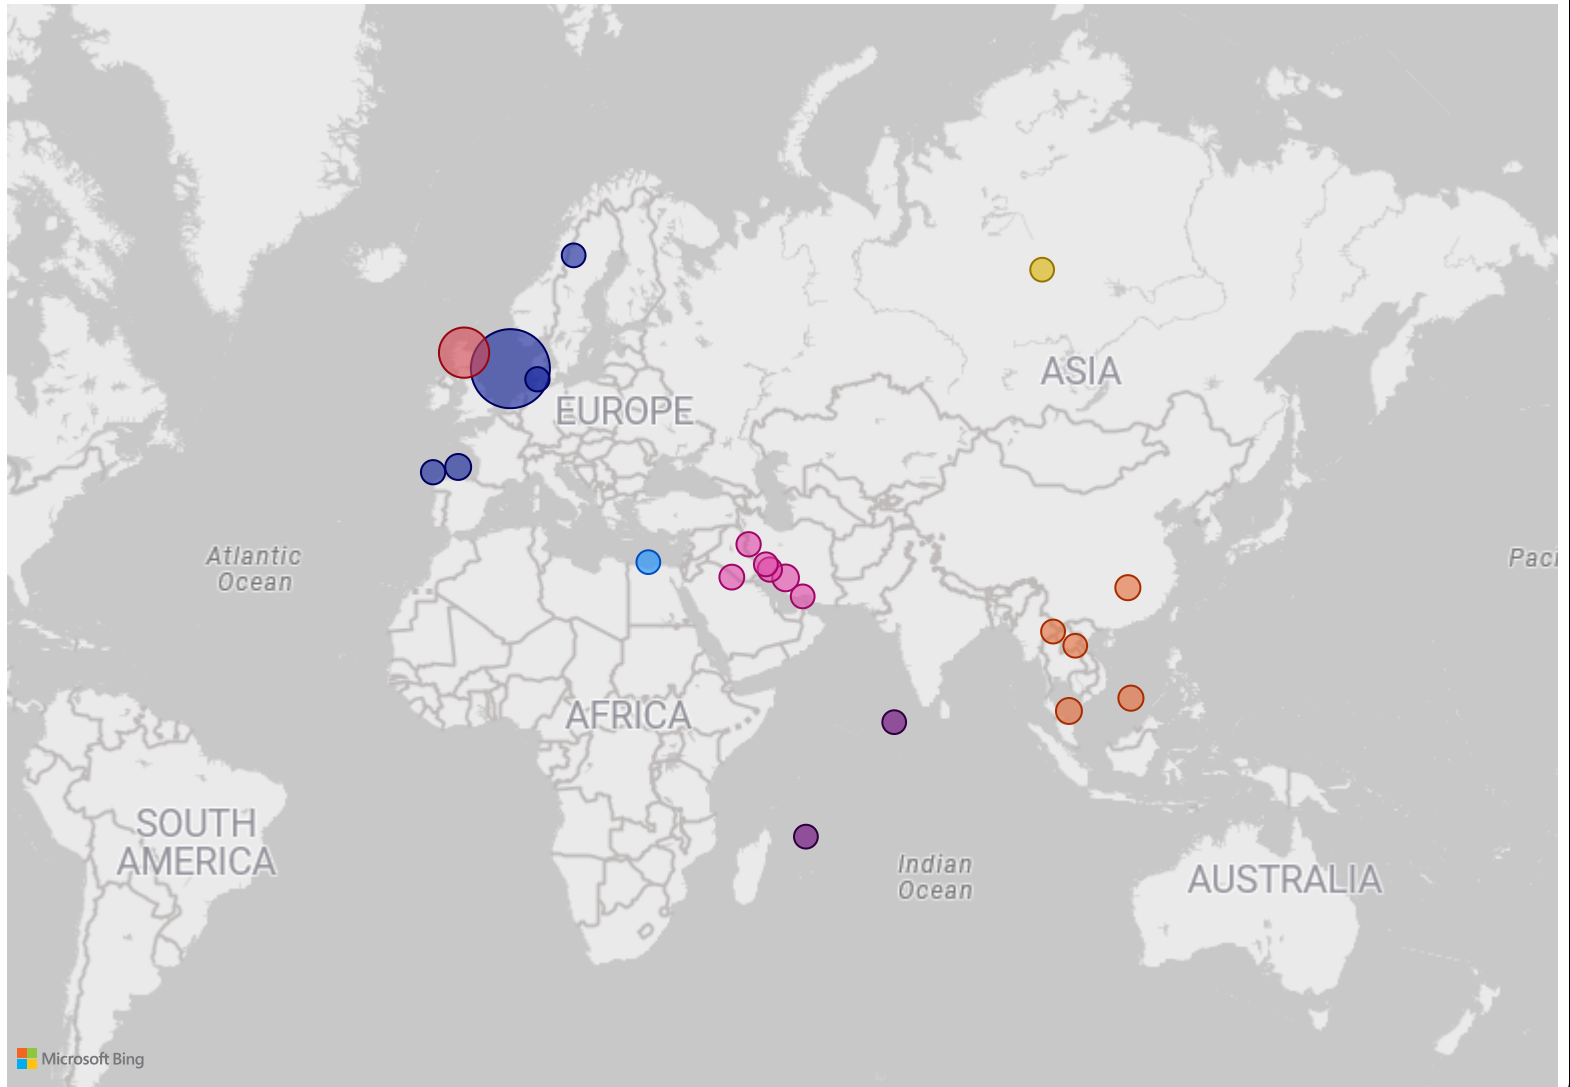 ASIA
EUROPE
Atlantic
Ocean
Paci
AFRICA
SOUTH
AMERICA
Indian
Ocean
AUSTRALIA
Microsoft Bing